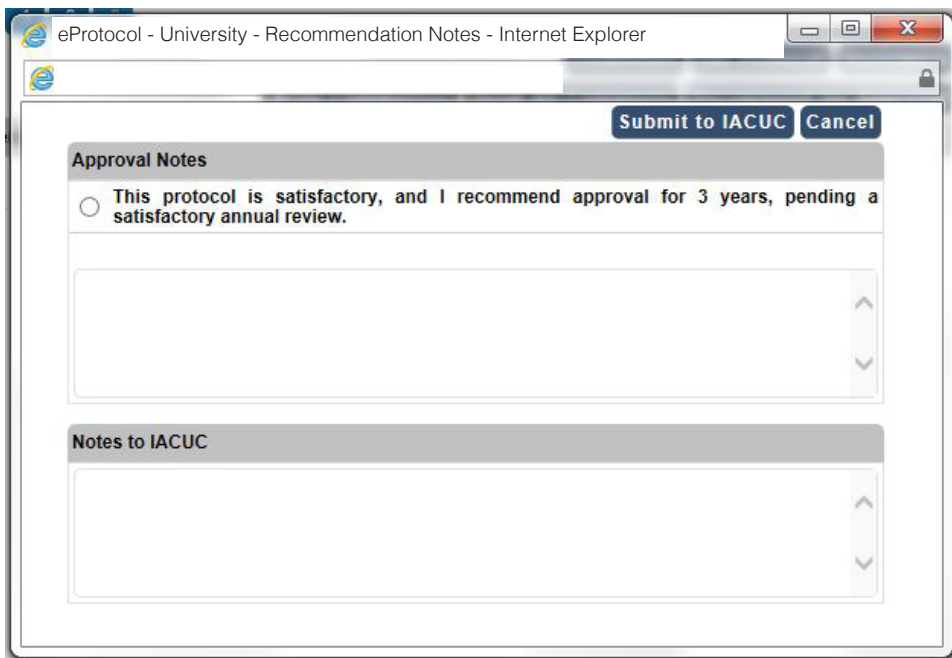 eProtocol - University - Recommendation Notes - Internet Explorer
Submit to IACUC Cancel
Approval Notes
This protocol is satisfactory, and I recommend approval for 3 years, pending a
satisfactory annual review.
Notes to IACUC